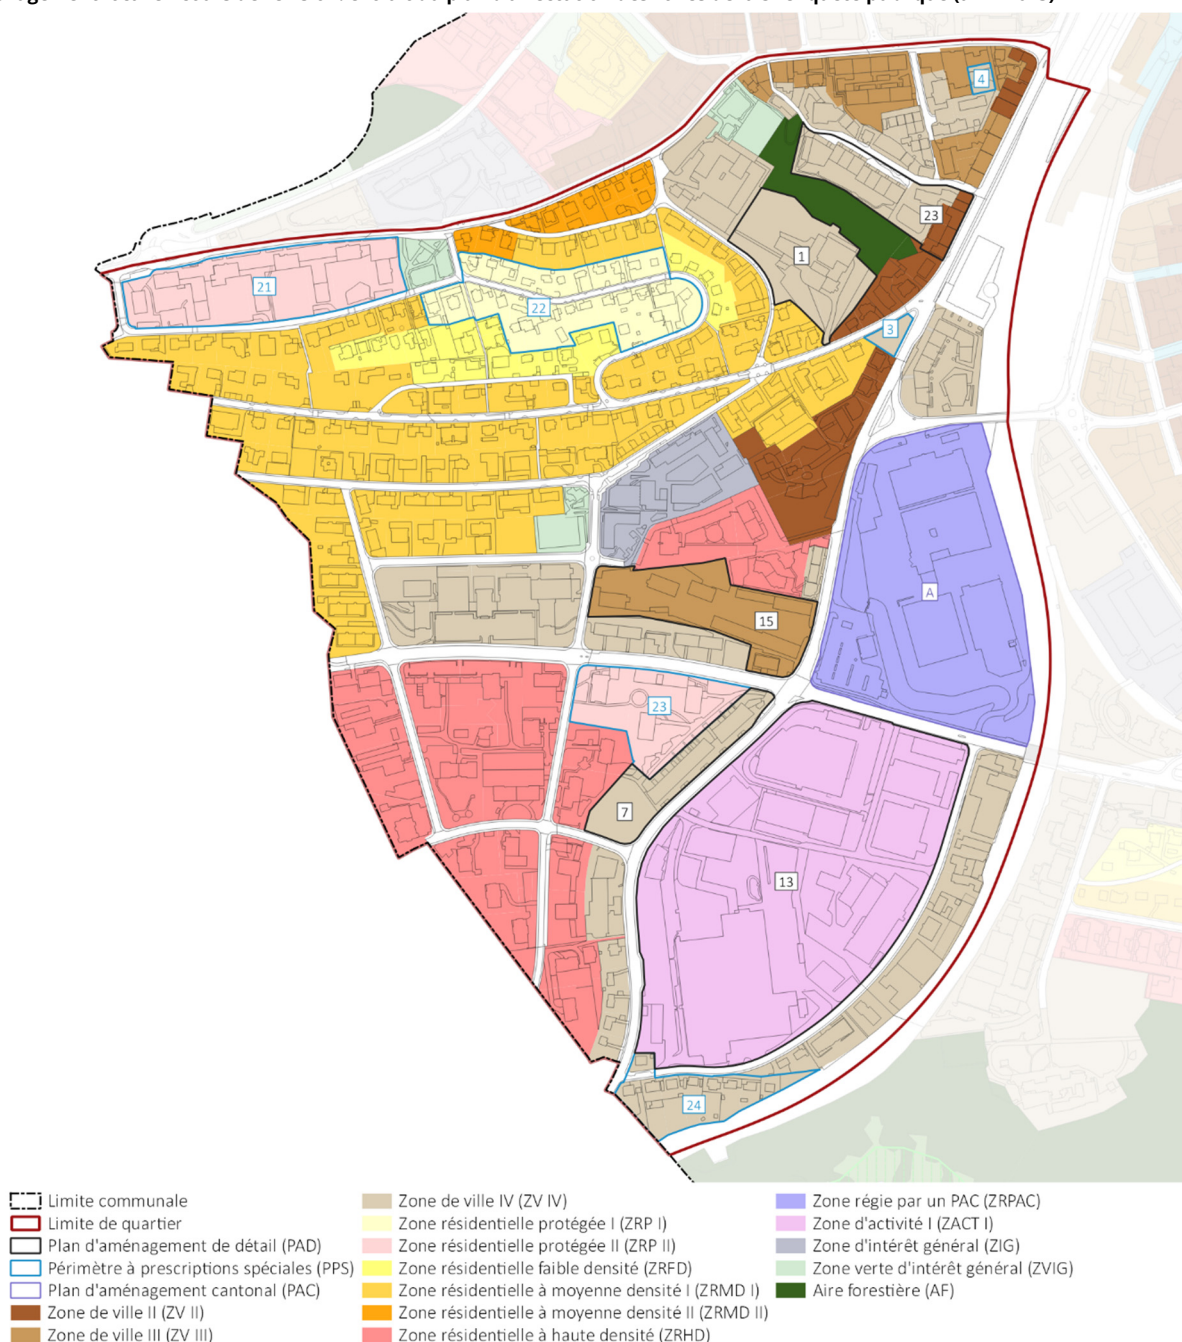 4
23
1
21
22
3
A
15
23
7
13
24
Limite communale
Limite de quartier
Plan d'aménagement de détail (PAD)
Périmètre à prescriptions spéciales (PPS)
Plan d'aménagement cantonal (PAC)
Zone de ville II (ZV II)
Zone de ville III (ZV III)
Zone de ville IV (ZV IV)
Zone résidentielle protégée I (ZRP I)
Zone résidentielle protégée II (ZRP II)
Zone résidentielle faible densité (ZRFD)
Zone résidentielle à moyenne densité I (ZRMD I)
Zone résidentielle à moyenne densité II (ZRMD II)
Zone résidentielle à haute densité (ZRHD)
Zone régie par un PAC (ZRPAC)
Zone d'activité I (ZACT I)
Zone d'intérêt général (ZIG)
Zone verte d'intérêt général (ZVIG)
Aire forestière (AF)